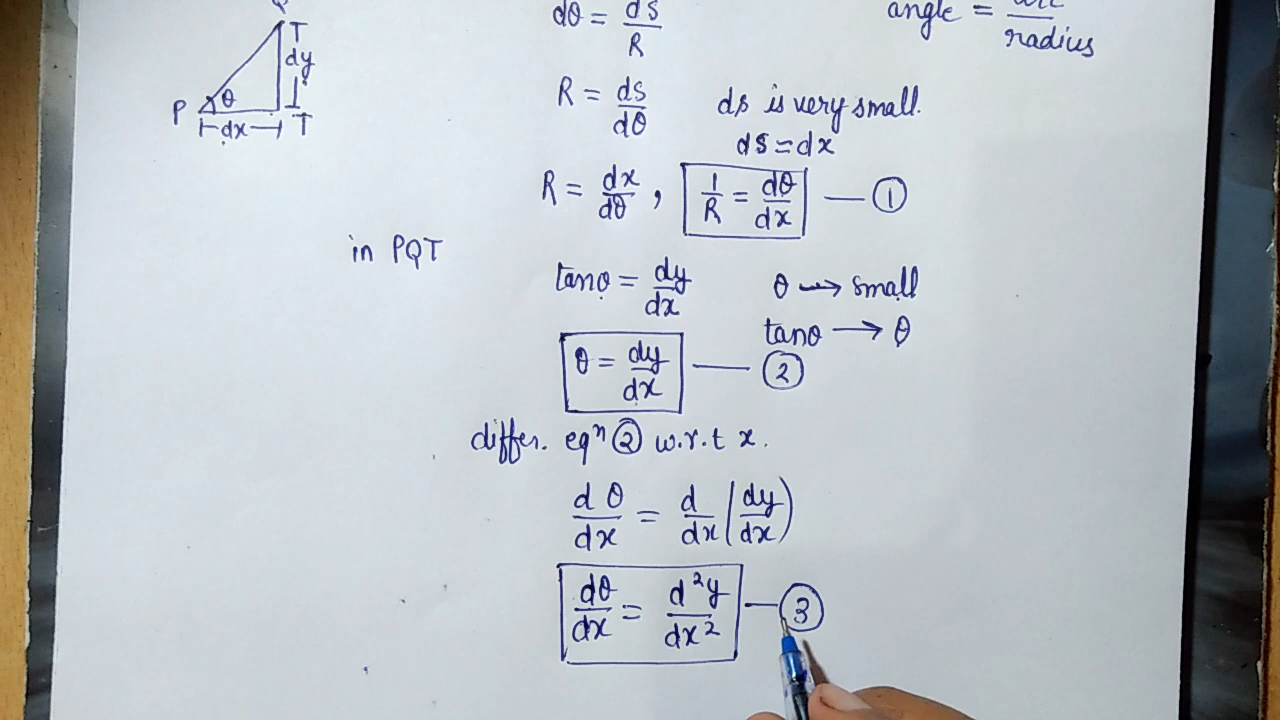 dθ = ds/R
angle = /radius
T
dy
P θ
dx T
R = ds/dθ
ds is very small.
ds = dx
R = dx/dθ , 1/R = dθ/dx — ①
in PQT
tanθ = dy/dx
θ → small
tanθ → θ
θ = dy/dx — ②
differ. eqⁿ ② w.r.t x.
dθ/dx = d/dx (dy/dx)
dθ/dx = d²y/dx² — ③